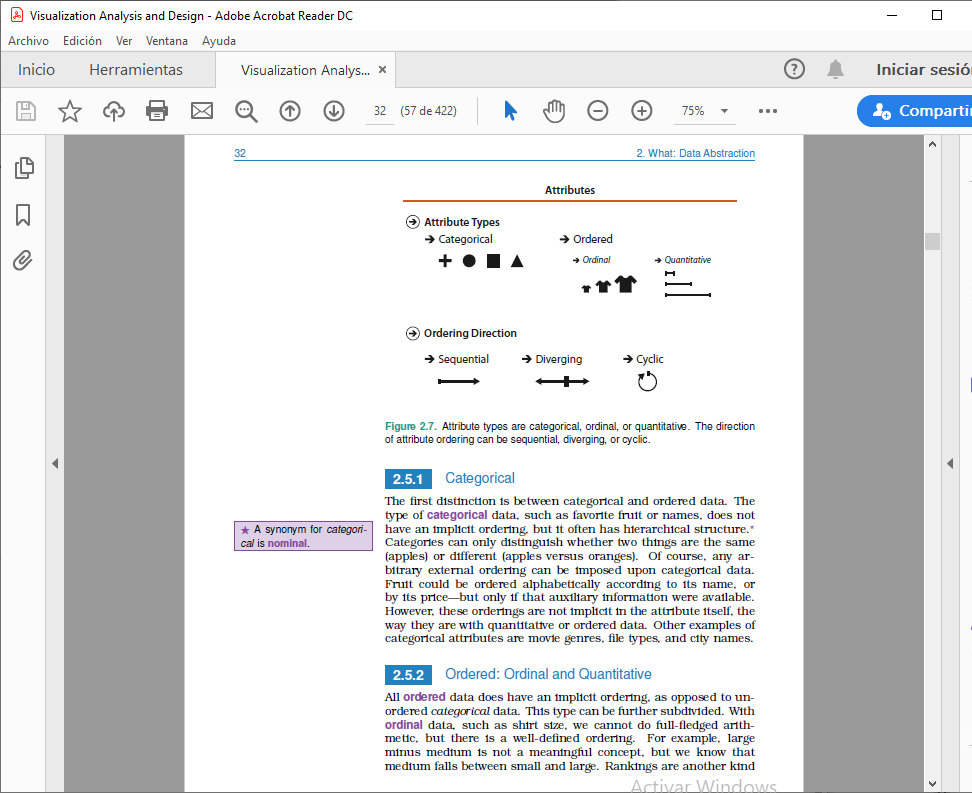 Visualization Analysis and Design - Adobe Acrobat Reader DC
Archivo Edición Ver Ventana Ayuda
Inicio Herramientas Visualization Analys... × Iniciar sesió
32 (57 de 422) 75% Comparti
32 2. What: Data Abstraction
Attributes
Attribute Types
Categorical Ordered
Ordinal Quantitative
Ordering Direction
Sequential Diverging Cyclic
Figure 2.7. Attribute types are categorical, ordinal, or quantitative. The direction
of attribute ordering can be sequential, diverging, or cyclic.
2.5.1 Categorical
The first distinction is between categorical and ordered data. The
type of categorical data, such as favorite fruit or names, does not
have an implicit ordering, but it often has hierarchical structure.*
Categories can only distinguish whether two things are the same
(apples) or different (apples versus oranges). Of course, any ar-
bitrary external ordering can be imposed upon categorical data.
Fruit could be ordered alphabetically according to its name, or
by its price—but only if that auxiliary information were available.
However, these orderings are not implicit in the attribute itself, the
way they are with quantitative or ordered data. Other examples of
categorical attributes are movie genres, file types, and city names.
★ A synonym for categori-
cal is nominal.
2.5.2 Ordered: Ordinal and Quantitative
All ordered data does have an implicit ordering, as opposed to un-
ordered categorical data. This type can be further subdivided. With
ordinal data, such as shirt size, we cannot do full-fledged arith-
metic, but there is a well-defined ordering. For example, large
minus medium is not a meaningful concept, but we know that
medium falls between small and large. Rankings are another kind
Activar Windows